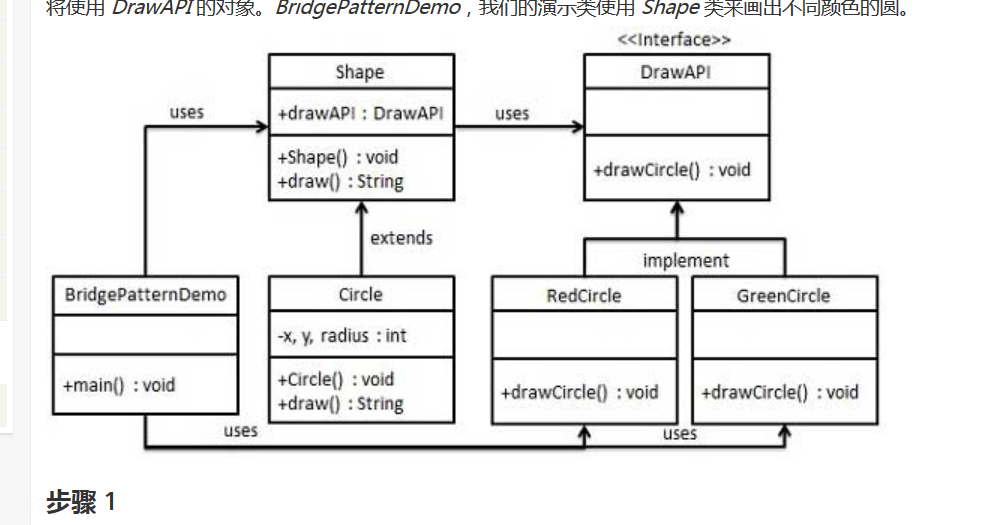 将使用 DrawAPI 的对象。BridgePatternDemo，我们的演示类使用 Shape 类来画出不同颜色的圆。
<<Interface>>
Shape
DrawAPI
uses
+drawAPI : DrawAPI
uses
+Shape() : void
+draw() : String
+drawCircle() : void
extends
implement
BridgePatternDemo
Circle
RedCircle
GreenCircle
-x, y, radius : int
+main() : void
+Circle() : void
+draw() : String
+drawCircle() : void
+drawCircle() : void
uses
uses
步骤 1